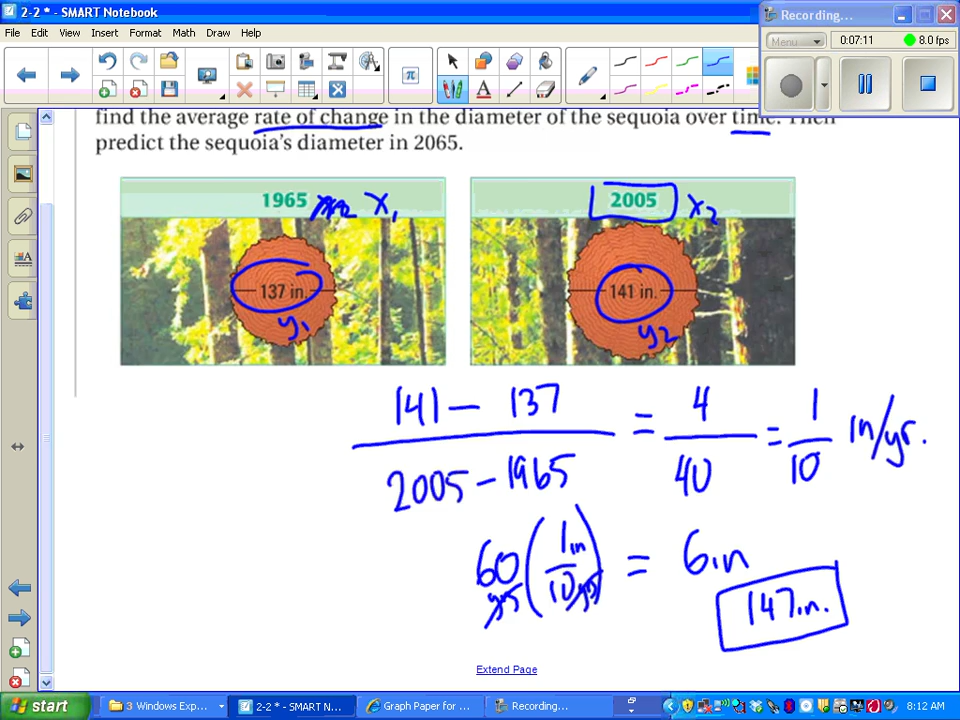 2-2 * - SMART Notebook
Recording...
File Edit View Insert Format Math Draw Help
Menu 0:07:11 8.0 fps
find the average rate of change in the diameter of the sequoia over time. Then
predict the sequoia's diameter in 2065.
1965 x1 2005 x2
137 in. 141 in.
y1 y2
141 - 137 = 4 = 1 in/yr.
2005 - 1965 40 10
60 yrs ( 1 in = 6 in
10 yrs )
147 in.
Extend Page
start 3 Windows Exp... 2-2 * - SMART N... Graph Paper for ... Recording... 8:12 AM